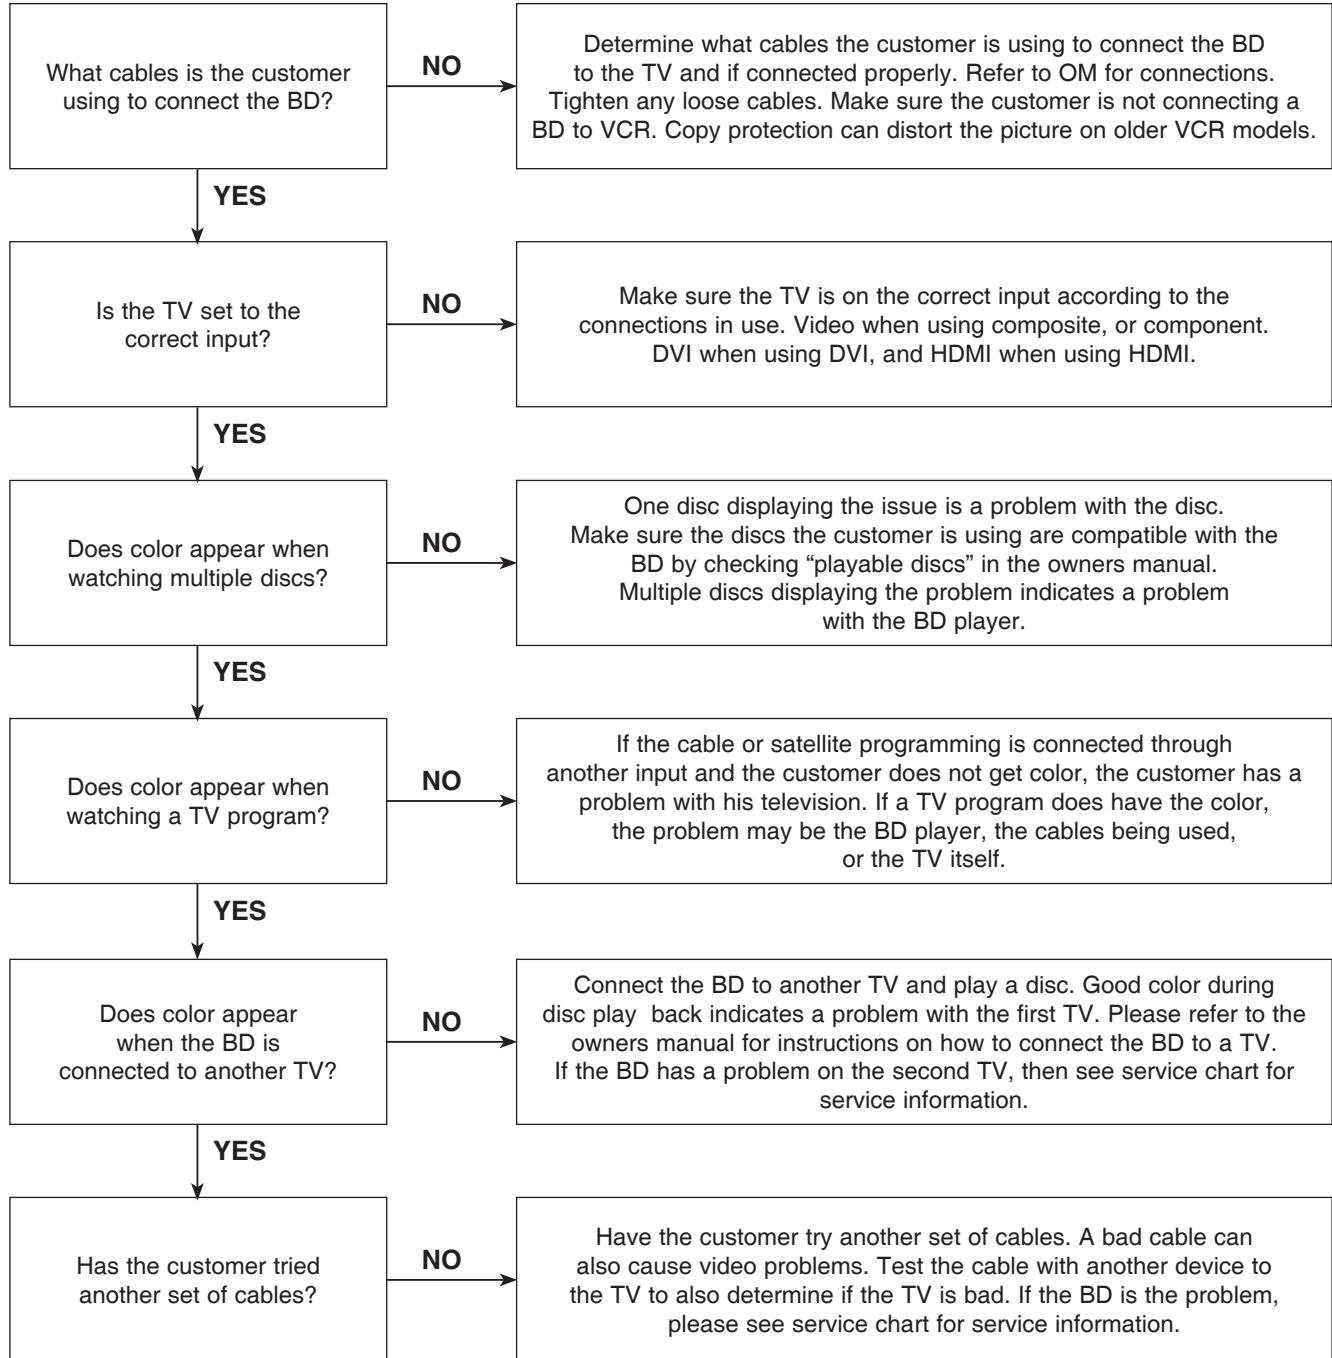 What cables is the customer
using to connect the BD?
NO
Determine what cables the customer is using to connect the BD
to the TV and if connected properly. Refer to OM for connections.
Tighten any loose cables. Make sure the customer is not connecting a
BD to VCR. Copy protection can distort the picture on older VCR models.
YES
Is the TV set to the
correct input?
NO
Make sure the TV is on the correct input according to the
connections in use. Video when using composite, or component.
DVI when using DVI, and HDMI when using HDMI.
YES
Does color appear when
watching multiple discs?
NO
One disc displaying the issue is a problem with the disc.
Make sure the discs the customer is using are compatible with the
BD by checking “playable discs” in the owners manual.
Multiple discs displaying the problem indicates a problem
with the BD player.
YES
Does color appear when
watching a TV program?
NO
If the cable or satellite programming is connected through
another input and the customer does not get color, the customer has a
problem with his television. If a TV program does have the color,
the problem may be the BD player, the cables being used,
or the TV itself.
YES
Does color appear
when the BD is
connected to another TV?
NO
Connect the BD to another TV and play a disc. Good color during
disc play  back indicates a problem with the first TV. Please refer to the
owners manual for instructions on how to connect the BD to a TV.
If the BD has a problem on the second TV, then see service chart for
service information.
YES
Has the customer tried
another set of cables?
NO
Have the customer try another set of cables. A bad cable can
also cause video problems. Test the cable with another device to
the TV to also determine if the TV is bad. If the BD is the problem,
please see service chart for service information.